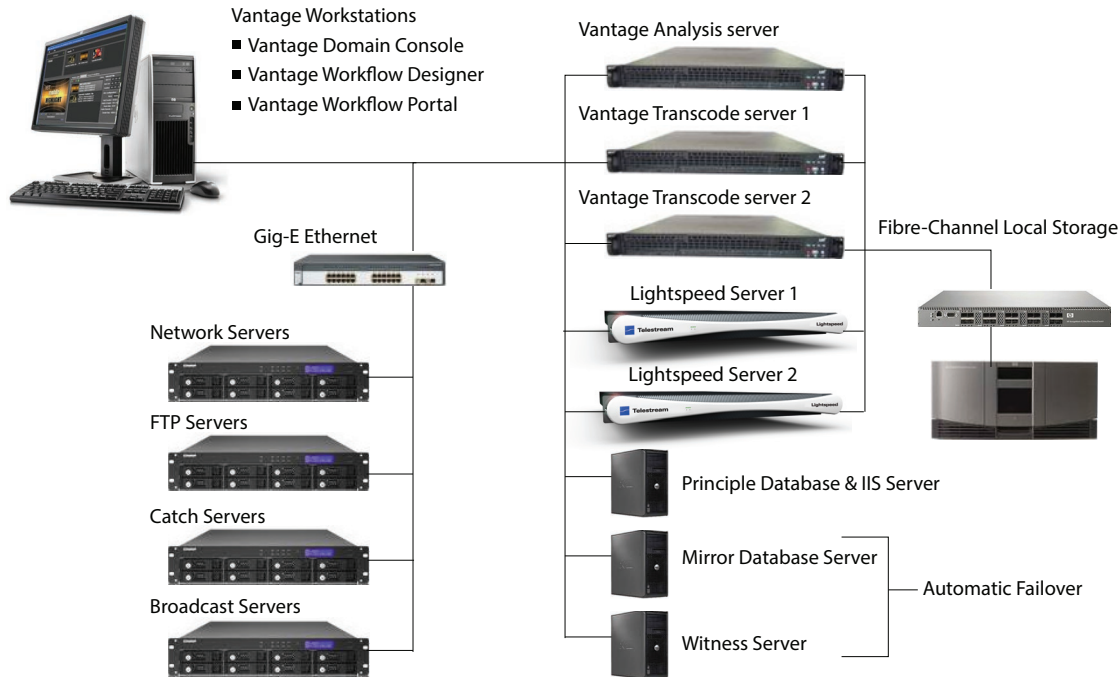 Vantage Workstations
■ Vantage Domain Console
■ Vantage Workflow Designer
■ Vantage Workflow Portal
Vantage Analysis server
Vantage Transcode server 1
Vantage Transcode server 2
Gig-E Ethernet
Fibre-Channel Local Storage
Lightspeed Server 1
Telestream
Lightspeed
Lightspeed Server 2
Telestream
Lightspeed
Network Servers
FTP Servers
Catch Servers
Broadcast Servers
Principle Database & IIS Server
Mirror Database Server
Automatic Failover
Witness Server